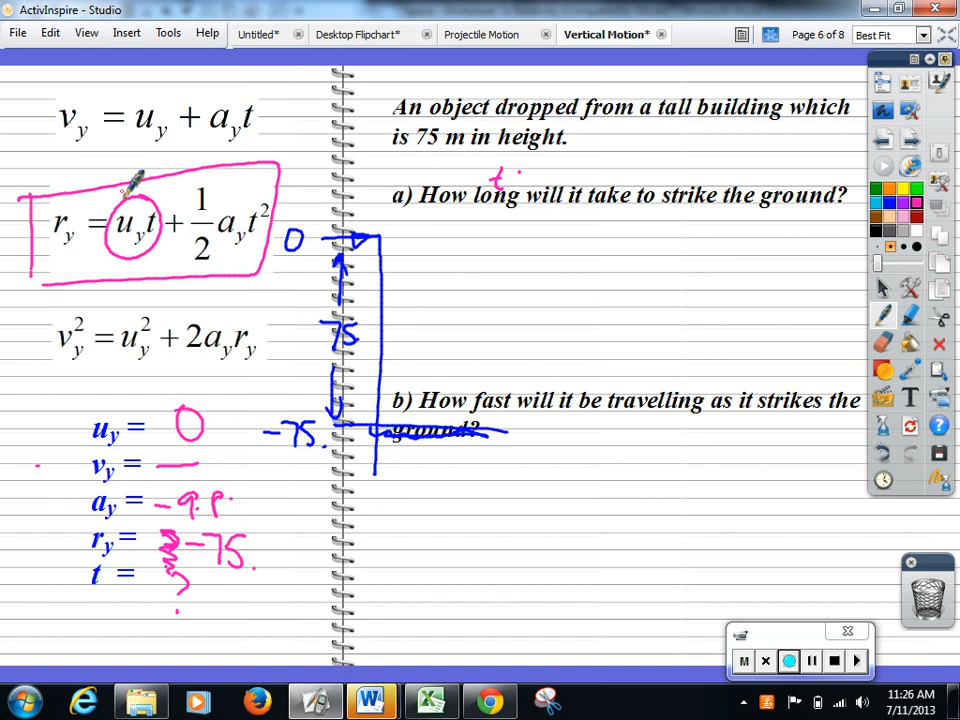 ActivInspire - Studio
File Edit View Insert Tools Help
Untitled* Desktop Flipchart* Projectile Motion Vertical Motion* Page 6 of 8 Best Fit
v_y = u_y + a_y t
r_y = u_y t + 1/2 a_y t^2
v_y^2 = u_y^2 + 2a_y r_y
u_y = 0
v_y = —
a_y = -9.8
r_y = -75.
t = ?
0
75
-75.
An object dropped from a tall building which
is 75 m in height.
t
a) How long will it take to strike the ground?
b) How fast will it be travelling as it strikes the
ground?
M
11:26 AM
7/11/2013